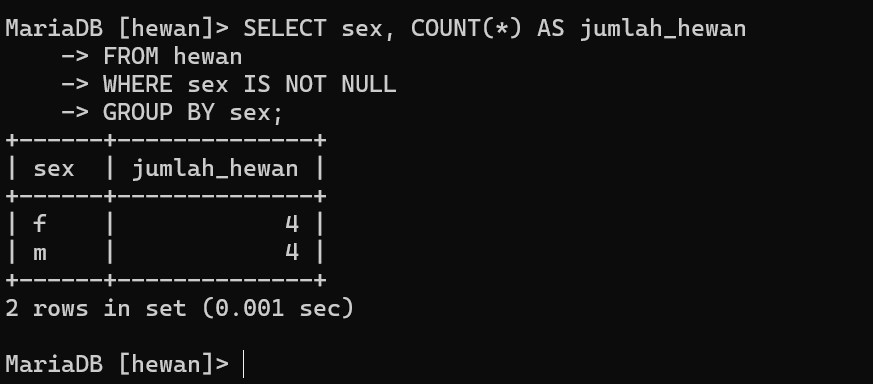 MariaDB [hewan]> SELECT sex, COUNT(*) AS jumlah_hewan
    -> FROM hewan
    -> WHERE sex IS NOT NULL
    -> GROUP BY sex;
+------+--------------+
| sex  | jumlah_hewan |
+------+--------------+
| f    |            4 |
| m    |            4 |
+------+--------------+
2 rows in set (0.001 sec)

MariaDB [hewan]>